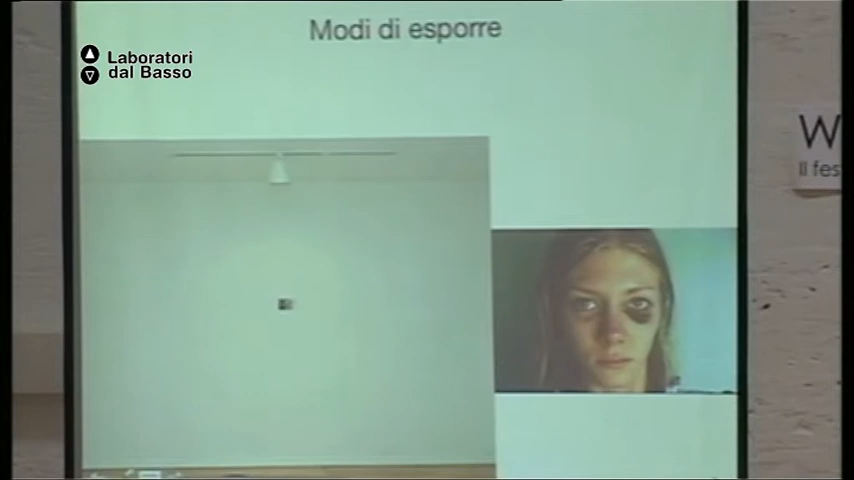 Modi di esporre
Laboratori
dal Basso
W
Il fes